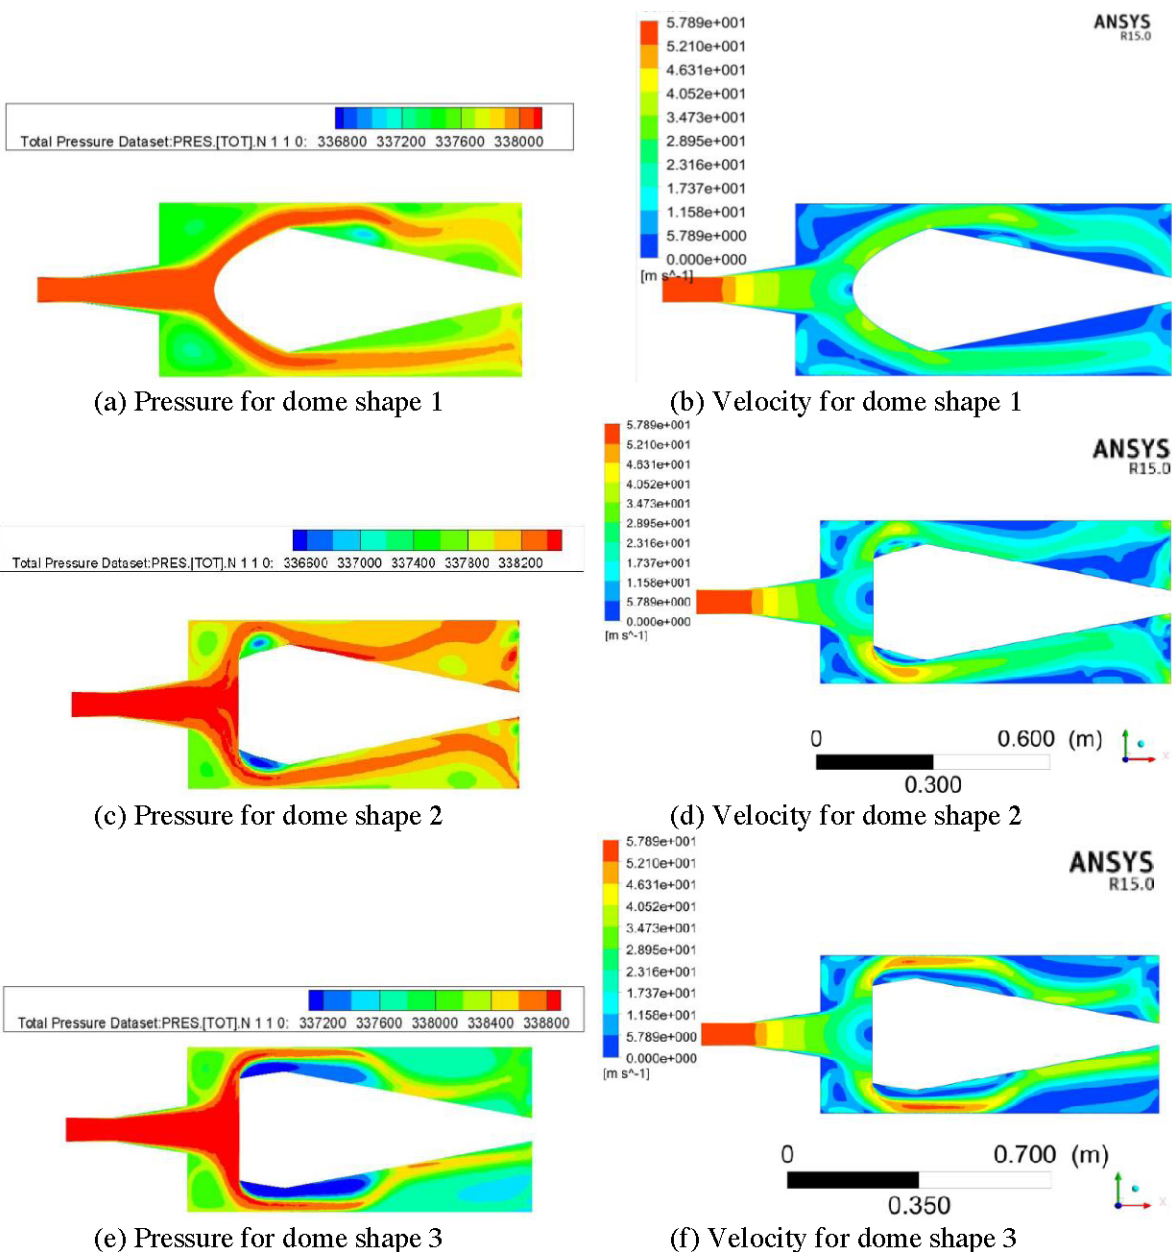 5.789e+001
5.210e+001
4.631e+001
4.052e+001
3.473e+001
2.895e+001
2.316e+001
1.737e+001
1.158e+001
5.789e+000
0.000e+000
[m s^-1]
ANSYS
R15.0
Total Pressure Dataset:PRES.[TOT].N 1 1 0: 336800 337200 337600 338000
(a) Pressure for dome shape 1
(b) Velocity for dome shape 1
5.789e+001
5.210e+001
4.631e+001
4.052e+001
3.473e+001
2.895e+001
2.316e+001
1.737e+001
1.158e+001
5.789e+000
0.000e+000
[m s^-1]
ANSYS
R15.0
Total Pressure Dataset:PRES.[TOT].N 1 1 0: 336600 337000 337400 337800 338200
0 0.600 (m)
0.300
X
(c) Pressure for dome shape 2
(d) Velocity for dome shape 2
5.789e+001
5.210e+001
4.631e+001
4.052e+001
3.473e+001
2.895e+001
2.316e+001
1.737e+001
1.158e+001
5.789e+000
0.000e+000
[m s^-1]
ANSYS
R15.0
Total Pressure Dataset:PRES.[TOT].N 1 1 0: 337200 337600 338000 338400 338800
0 0.700 (m)
0.350
X
(e) Pressure for dome shape 3
(f) Velocity for dome shape 3